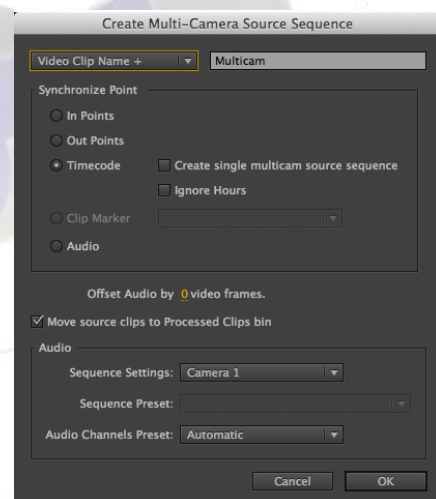 Create Multi-Camera Source Sequence
Video Clip Name + Multicam
Synchronize Point
In Points
Out Points
Timecode Create single multicam source sequence
Ignore Hours
Clip Marker
Audio
Offset Audio by 0 video frames.
Move source clips to Processed Clips bin
Audio
Sequence Settings: Camera 1
Sequence Preset:
Audio Channels Preset: Automatic
Cancel OK